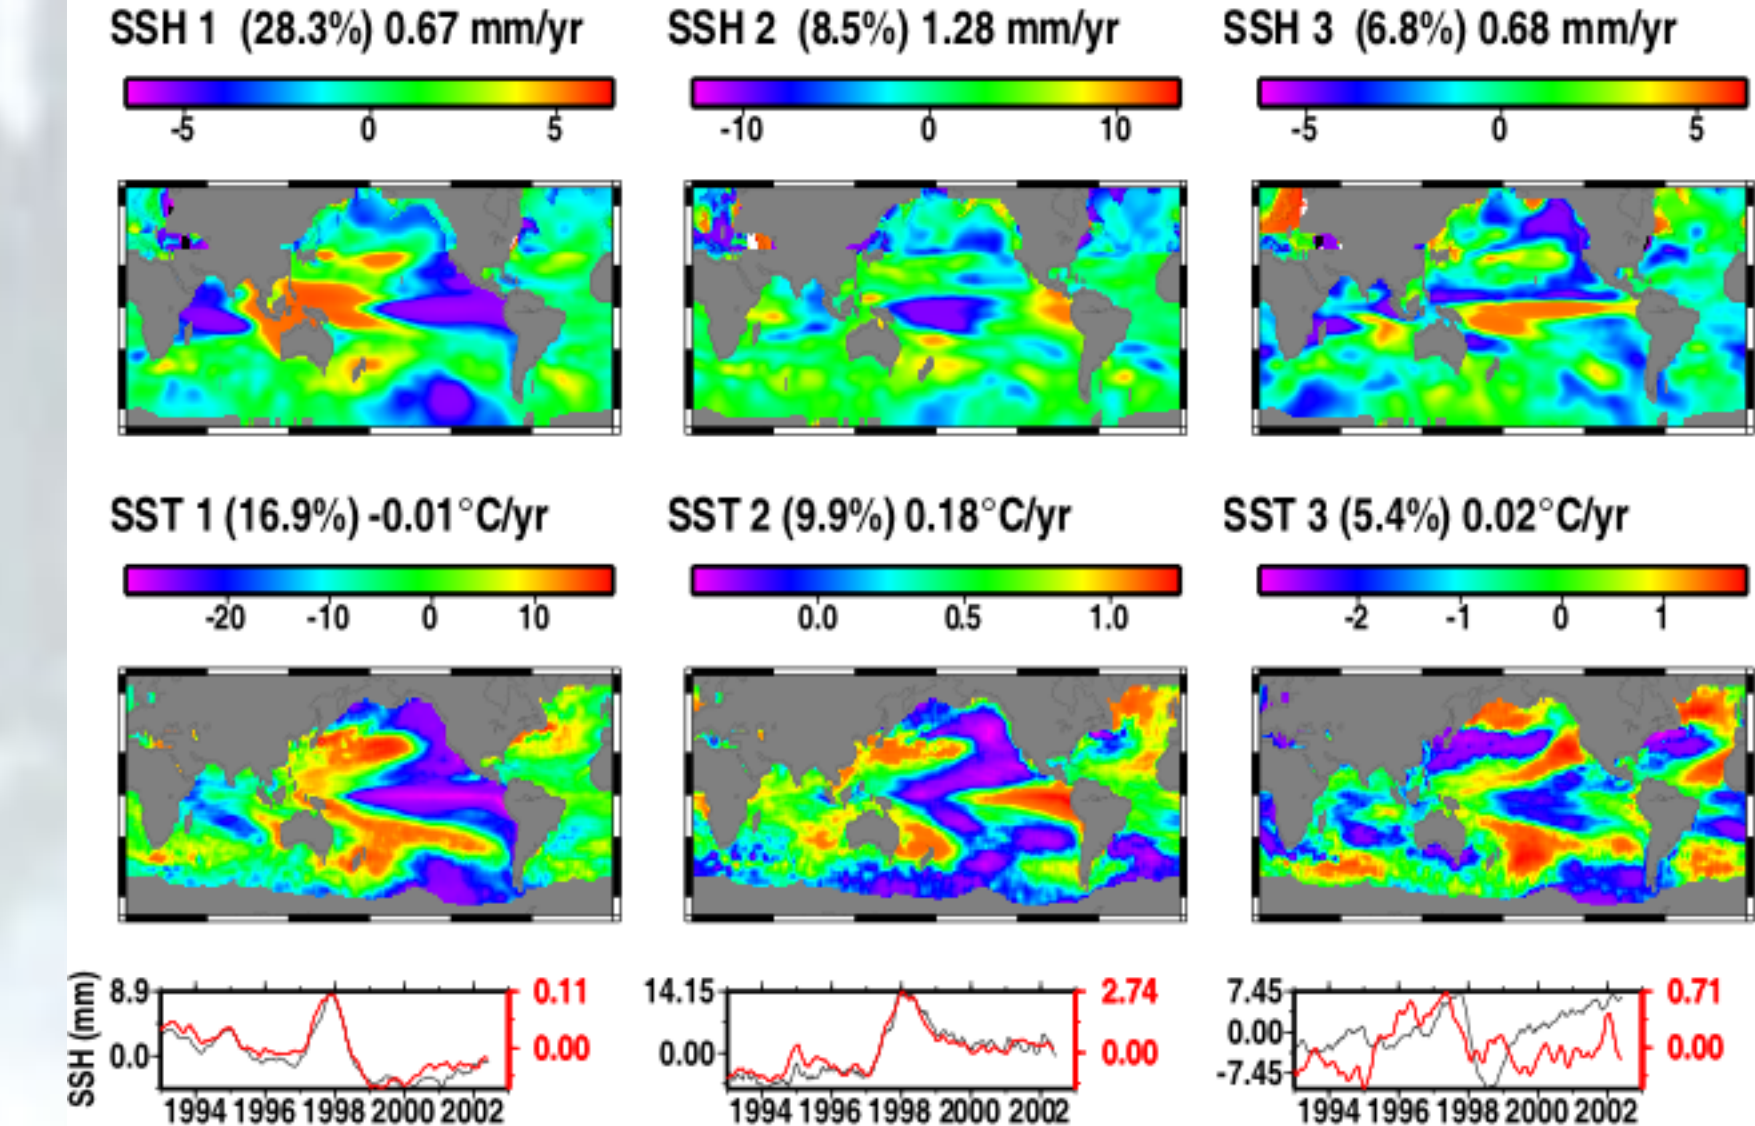 SSH 1 (28.3%) 0.67 mm/yr
SSH 2 (8.5%) 1.28 mm/yr
SSH 3 (6.8%) 0.68 mm/yr
-5 0 5
-10 0 10
-5 0 5
SST 1 (16.9%) -0.01°C/yr
SST 2 (9.9%) 0.18°C/yr
SST 3 (5.4%) 0.02°C/yr
-20 -10 0 10
0.0 0.5 1.0
-2 -1 0 1
SSH (mm)
8.9
0.0
0.11
0.00
1994 1996 1998 2000 2002
14.15
0.00
2.74
0.00
1994 1996 1998 2000 2002
7.45
0.00
-7.45
0.71
0.00
1994 1996 1998 2000 2002